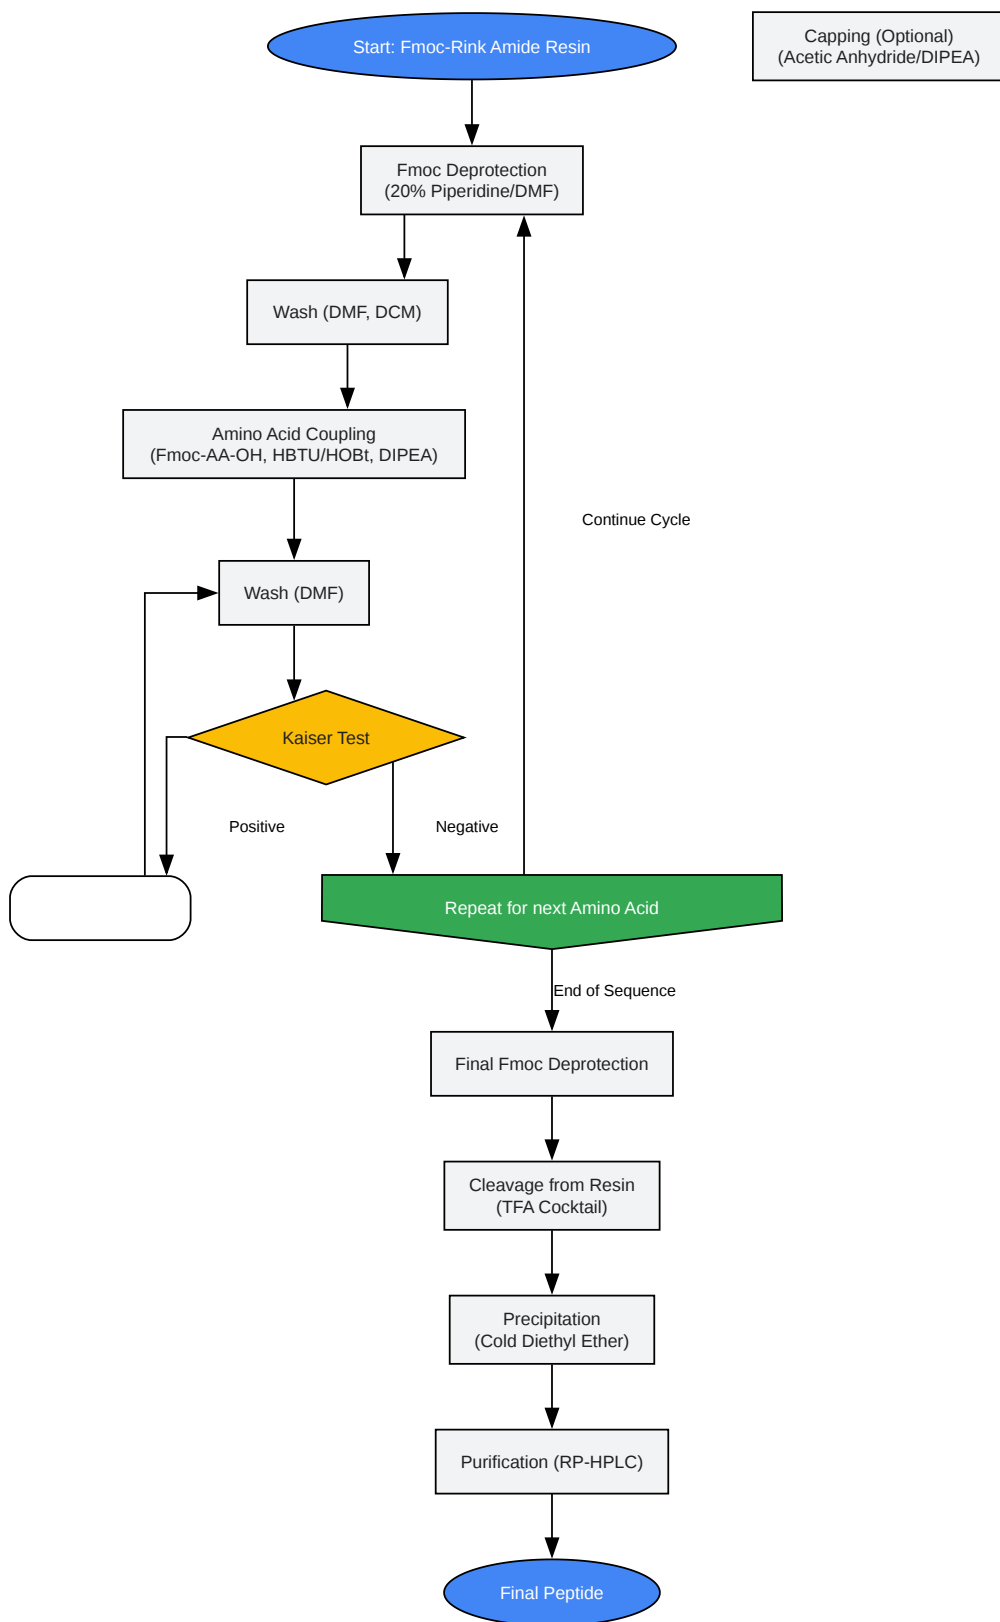 Start: Fmoc-Rink Amide Resin
Capping (Optional)
(Acetic Anhydride/DIPEA)
Fmoc Deprotection
(20% Piperidine/DMF)
Wash (DMF, DCM)
Amino Acid Coupling
(Fmoc-AA-OH, HBTU/HOBt, DIPEA)
Continue Cycle
Wash (DMF)
Kaiser Test
Positive
Negative
Repeat for next Amino Acid
End of Sequence
Final Fmoc Deprotection
Cleavage from Resin
(TFA Cocktail)
Precipitation
(Cold Diethyl Ether)
Purification (RP-HPLC)
Final Peptide